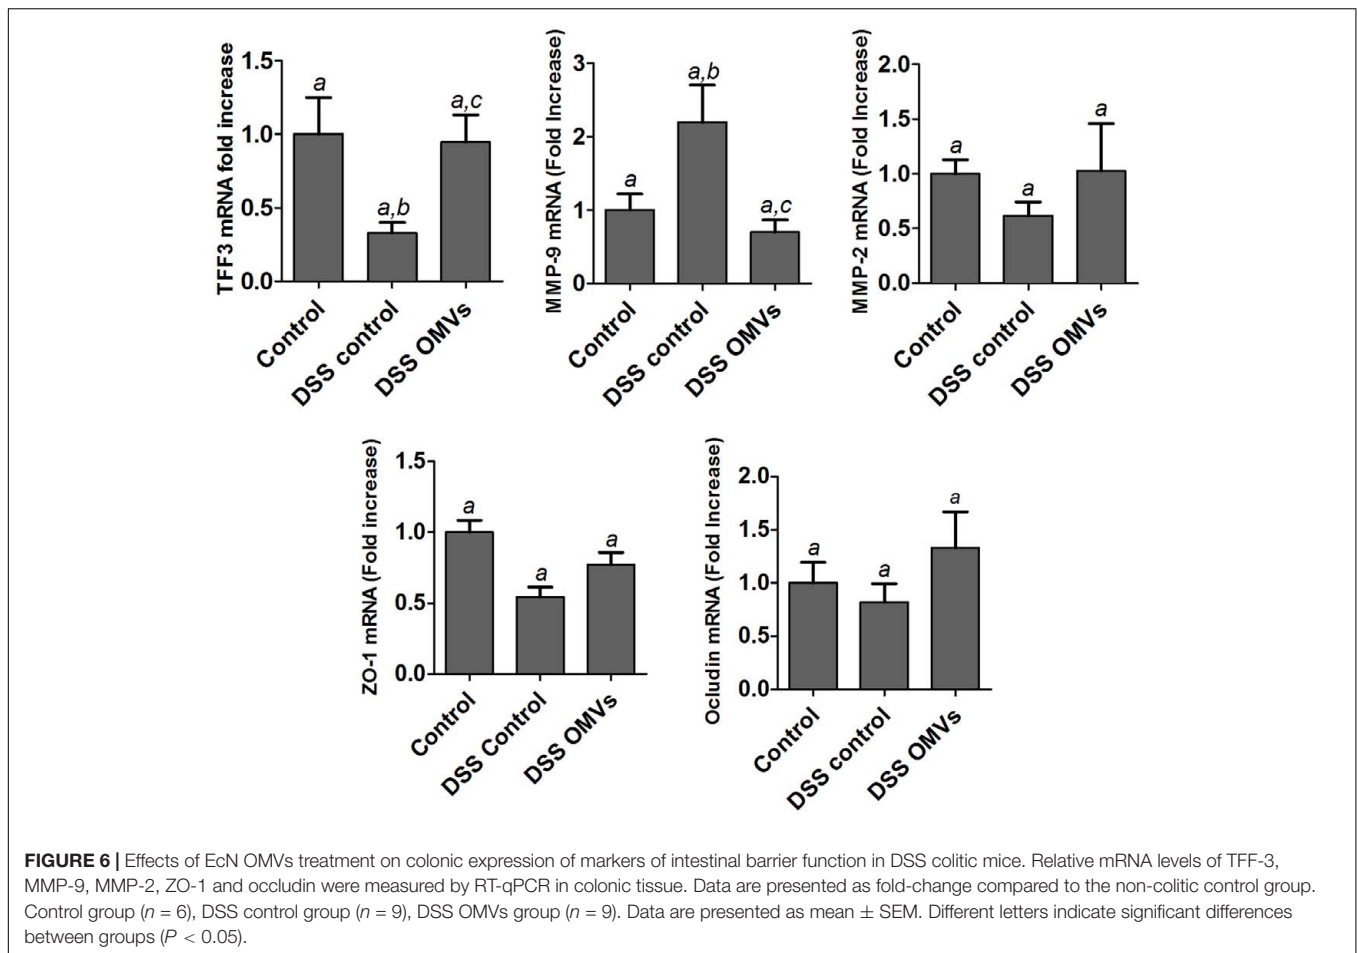 TFF3 mRNA fold increase
1.5
1.0
0.5
0.0
a
a,b
a,c
Control
DSS control
DSS OMVs
MMP-9 mRNA (Fold Increase)
3
2
1
0
a
a,b
a,c
Control
DSS control
DSS OMVs
MMP-2 mRNA (Fold Increase)
2.0
1.5
1.0
0.5
0.0
a
a
a
Control
DSS control
DSS OMVs
ZO-1 mRNA (Fold increase)
1.5
1.0
0.5
0.0
a
a
a
Control
DSS Control
DSS OMVs
Ocludin mRNA (Fold Increase)
2.0
1.5
1.0
0.5
0.0
a
a
a
Control
DSS control
DSS OMVs
FIGURE 6 | Effects of EcN OMVs treatment on colonic expression of markers of intestinal barrier function in DSS colitic mice. Relative mRNA levels of TFF-3,
MMP-9, MMP-2, ZO-1 and occludin were measured by RT-qPCR in colonic tissue. Data are presented as fold-change compared to the non-colitic control group.
Control group (n = 6), DSS control group (n = 9), DSS OMVs group (n = 9). Data are presented as mean ± SEM. Different letters indicate significant differences
between groups (P < 0.05).